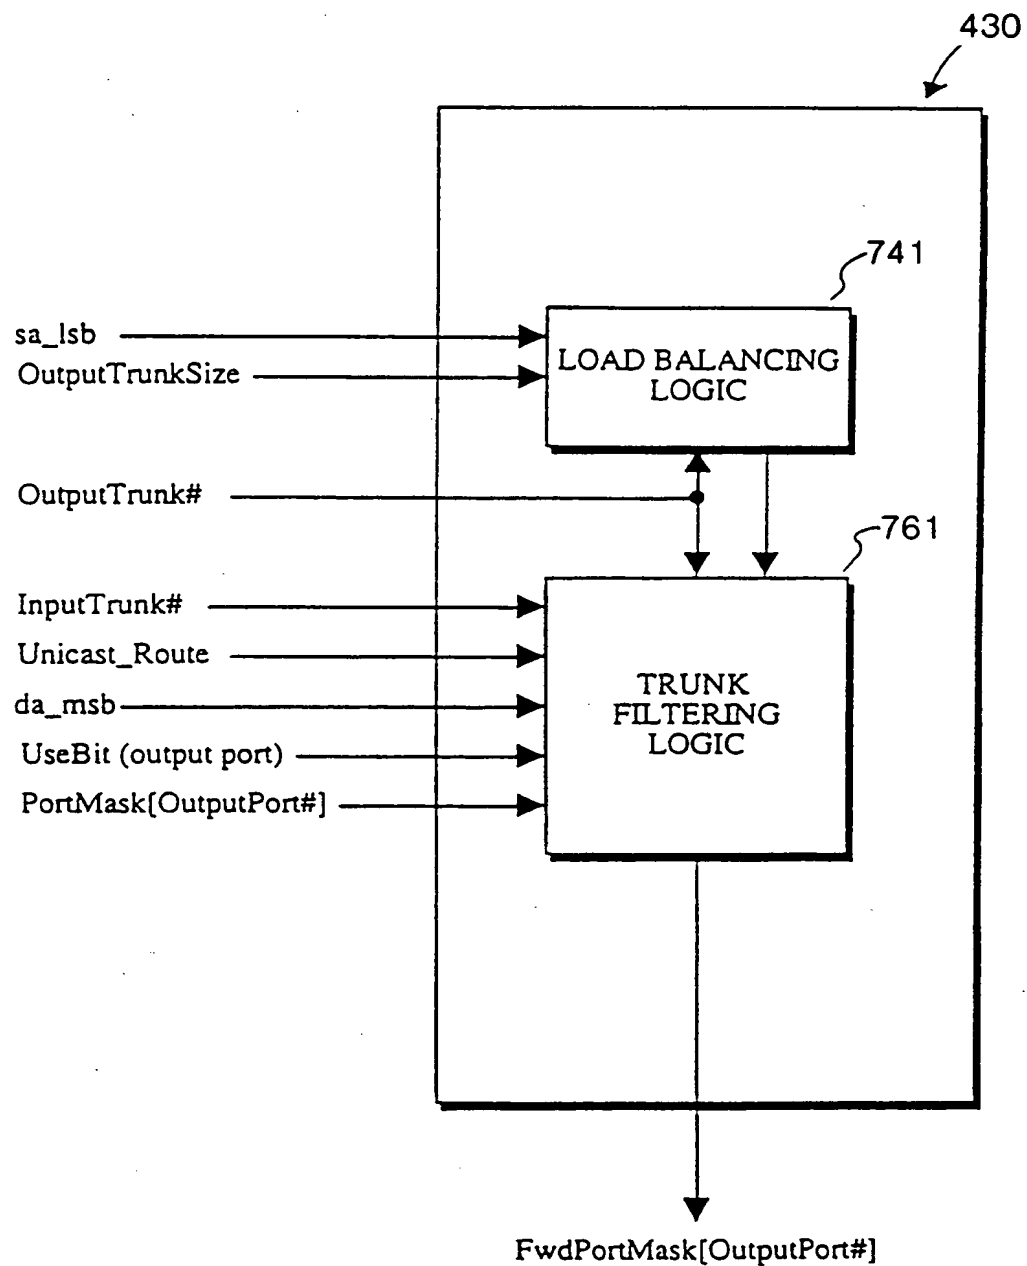 430
741
sa_lsb
LOAD BALANCING
LOGIC
OutputTrunkSize
OutputTrunk#
761
InputTrunk#
Unicast_Route
da_msb
TRUNK
FILTERING
LOGIC
UseBit (output port)
PortMask[OutputPort#]
FwdPortMask[OutputPort#]